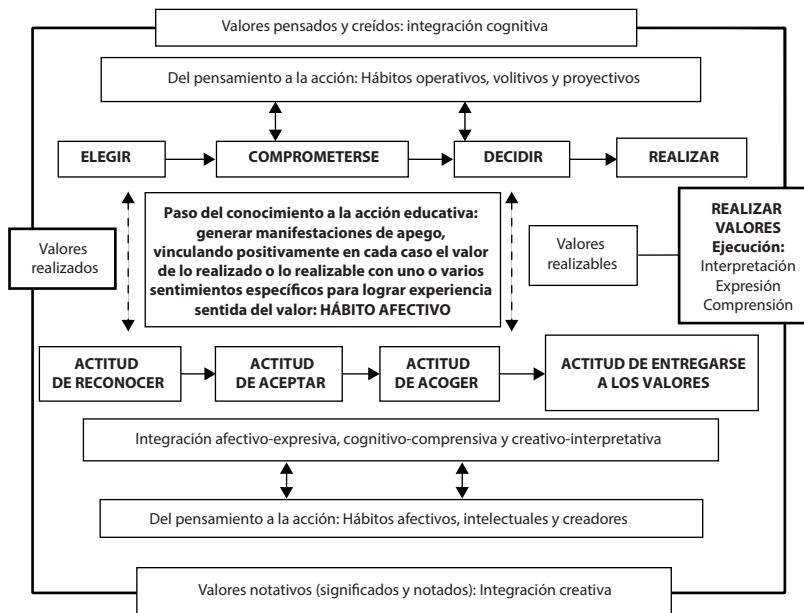 Valores pensados y creídos: integración cognitiva
Del pensamiento a la acción: Hábitos operativos, volitivos y proyectivos
ELEGIR
COMPROMETERSE
DECIDIR
REALIZAR
Valores
realizados
Paso del conocimiento a la acción educativa:
generar manifestaciones de apego,
vinculando positivamente en cada caso el valor
de lo realizado o lo realizable con uno o varios
sentimientos específicos para lograr experiencia
sentida del valor: HÁBITO AFECTIVO
Valores
realizables
REALIZAR
VALORES
Ejecución:
Interpretación
Expresión
Comprensión
ACTITUD
DE RECONOCER
ACTITUD
DE ACEPTAR
ACTITUD
DE ACOGER
ACTITUD DE ENTREGARSE
A LOS VALORES
Integración afectivo-expresiva, cognitivo-comprensiva y creativo-interpretativa
Del pensamiento a la acción: Hábitos afectivos, intelectuales y creadores
Valores notativos (significados y notados): Integración creativa